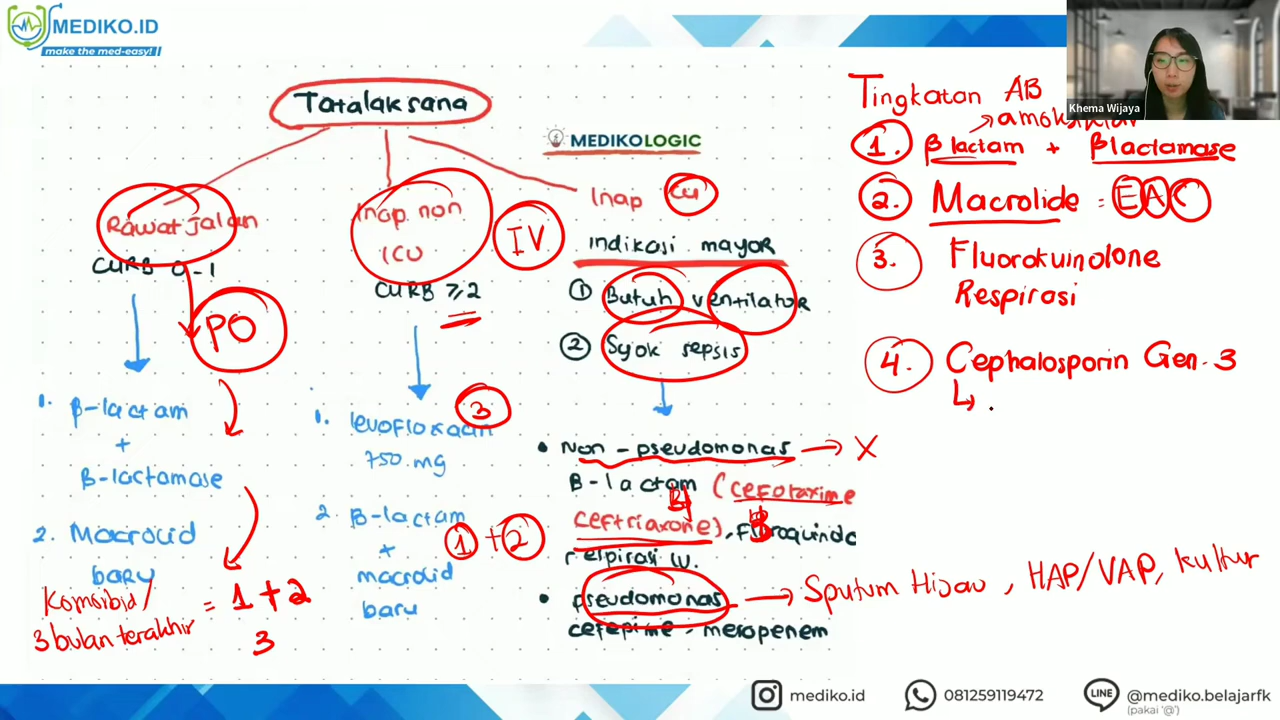 MEDIKO.ID
make the med-easy!
Tatalaksana
MEDIKOLOGIC
Rawat jalan
CURB 0-1
PO
1. β-lactam
+
β-lactamase
2. Macrolid
baru
Komorbid/
3 bulan terakhir
= 1 + 2
3
Inap non
ICU
IV
CURB ≥2
1. levofloxacin
750 mg
3
2. β-lactam
+
macrolid
baru
1 + 2
Inap ICU
indikasi mayor
① Butuh ventilator
② Syok sepsis
• Non-pseudomonas → X
β-lactam (cefotaxime
ceftriaxone),
respirasi IV.
• pseudomonas → Sputum Hijau, HAP/VAP, kultur
cefepime, meropenem
Tingkatan AB
→
1. β lactam + βlactamase
2. Macrolide = E A C
3. Fluorokuinolone
Respirasi
4. Cephalosporin Gen. 3
↳
Khema Wijaya
mediko.id
081259119472
LINE
@mediko.belajarfk
(pakai '@')